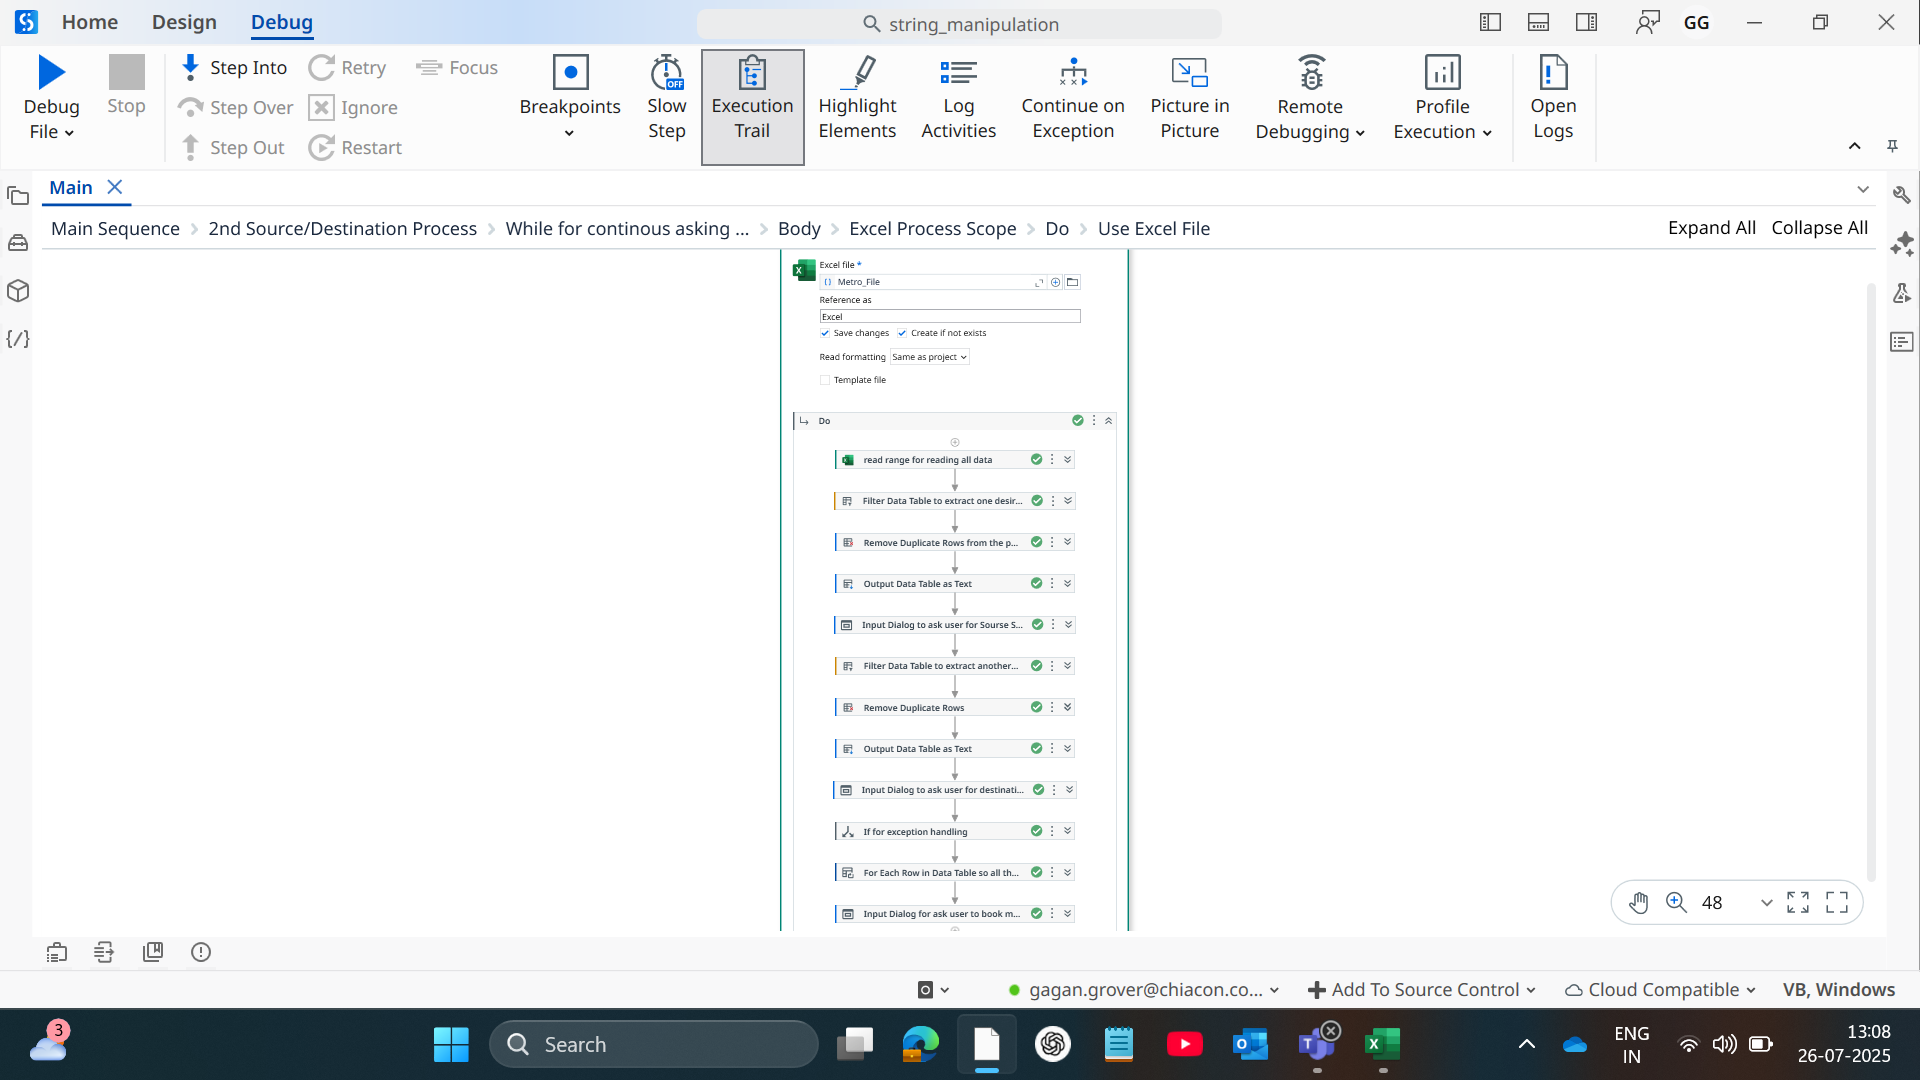 Home Design Debug string_manipulation GG
Debug File Stop
Step Into Retry Focus
Step Over Ignore
Step Out Restart
Breakpoints
Slow Step OFF
Execution Trail
Highlight Elements
Log Activities
Continue on Exception
Picture in Picture
Remote Debugging
Profile Execution
Open Logs
Main
Main Sequence 2nd Source/Destination Process While for continous asking ... Body Excel Process Scope Do Use Excel File Expand All Collapse All
Excel file *
Metro_File
Reference as
Excel
Save changes Create if not exists
Read formatting Same as project
Template file
Do
read range for reading all data
Filter Data Table to extract one desir...
Remove Duplicate Rows from the p...
Output Data Table as Text
Input Dialog to ask user for Sourse S...
Filter Data Table to extract another...
Remove Duplicate Rows
Output Data Table as Text
Input Dialog to ask user for destinati...
If for exception handling
For Each Row in Data Table so all th...
Input Dialog for ask user to book m...
48
gagan.grover@chiacon.co... Add To Source Control Cloud Compatible VB, Windows
3 Search ENG IN 13:08
26-07-2025